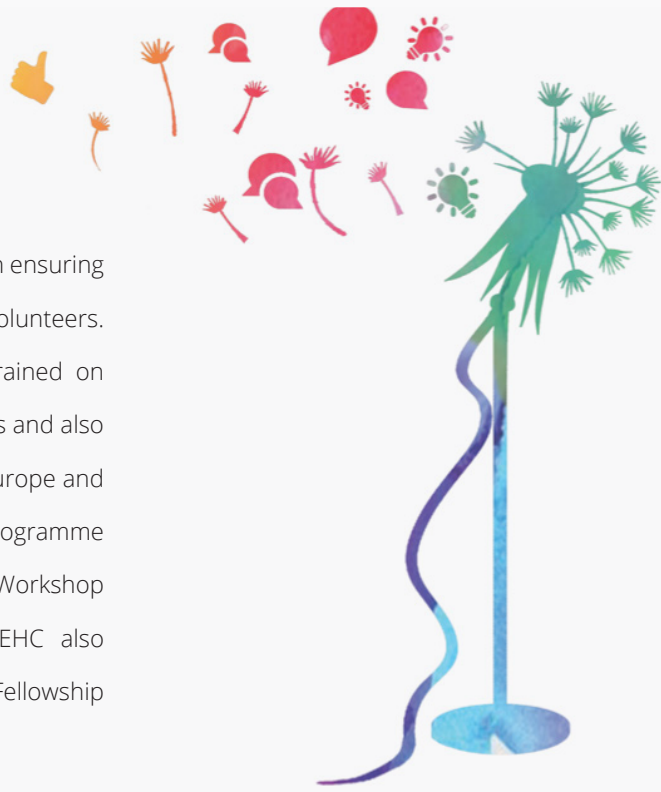 ensuring
olunteers.
rained on
s and also
urope and
ogramme
Workshop
EHC also
Fellowship